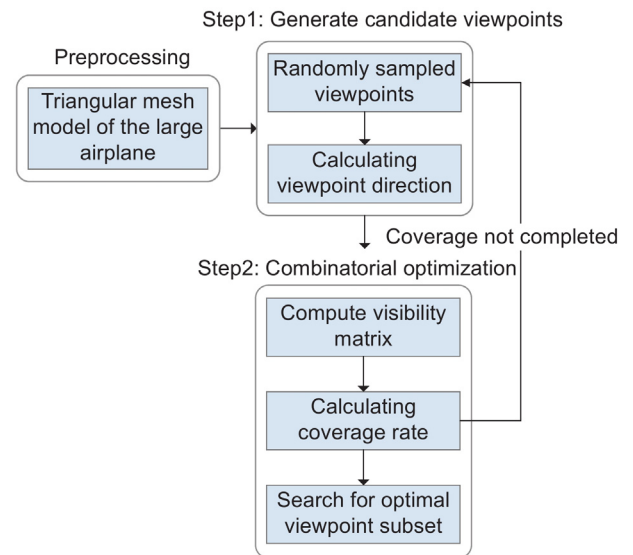 Step1: Generate candidate viewpoints
Preprocessing
Triangular mesh
model of the large
airplane
Randomly sampled
viewpoints
Calculating
viewpoint direction
Coverage not completed
Step2: Combinatorial optimization
Compute visibility
matrix
Calculating
coverage rate
Search for optimal
viewpoint subset